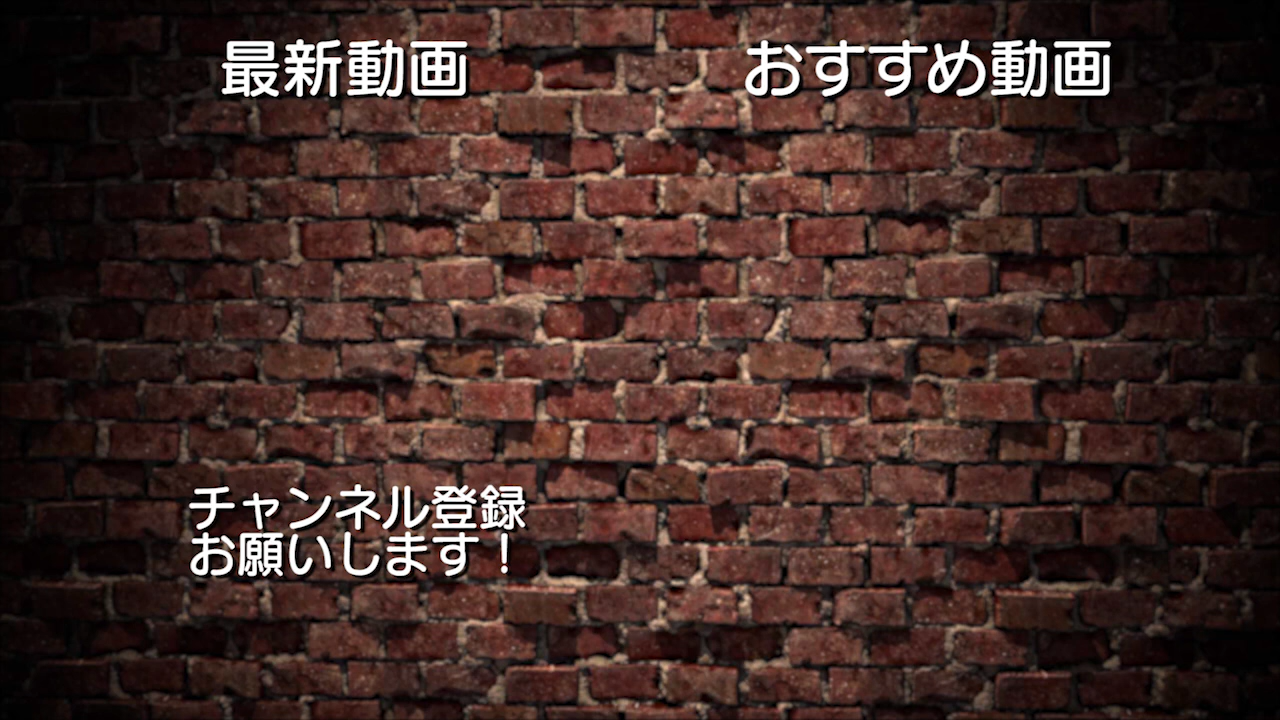 最新動画
おすすめ動画
チャンネル登録
お願いします！